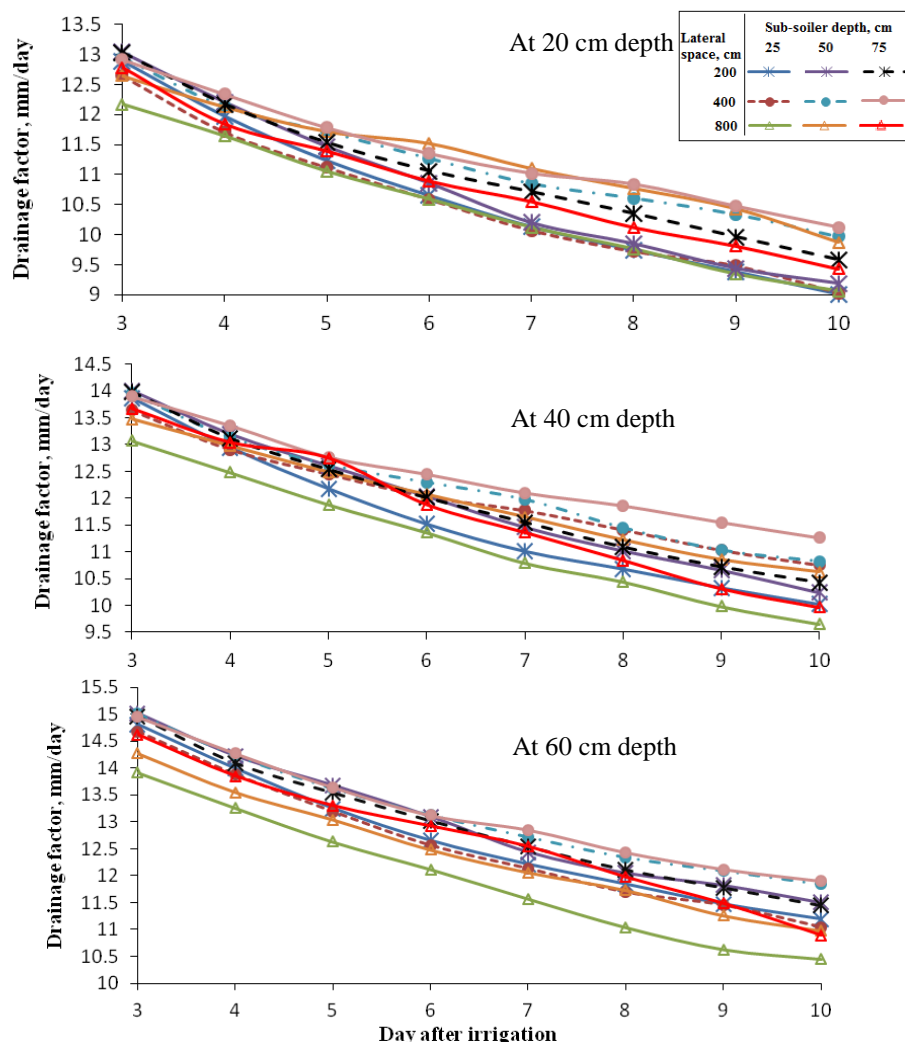 At 20 cm depth
Lateral space, cm
Sub-soiler depth, cm
25 50 75
200
400
800
Drainage factor, mm/day
13.5
13
12.5
12
11.5
11
10.5
10
9.5
9
3 4 5 6 7 8 9 10
At 40 cm depth
Drainage factor, mm/day
14.5
14
13.5
13
12.5
12
11.5
11
10.5
10
9.5
3 4 5 6 7 8 9 10
At 60 cm depth
Drainage factor, mm/day
15.5
15
14.5
14
13.5
13
12.5
12
11.5
11
10.5
10
3 4 5 6 7 8 9 10
Day after irrigation